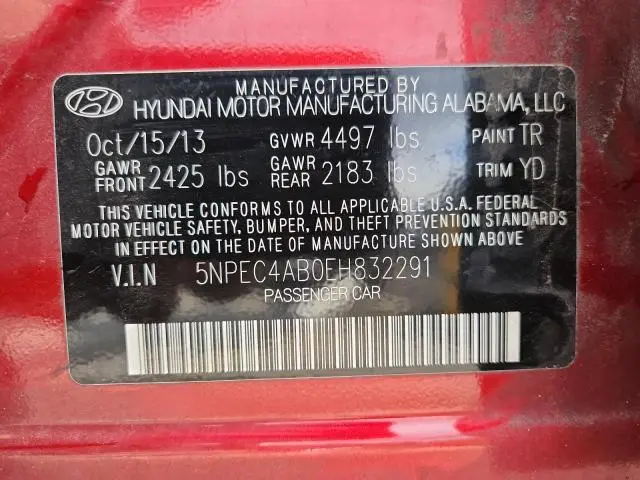 MANUFACTURED BY
HYUNDAI MOTOR MANUFACTURING ALABAMA, LLC
Oct/15/13 GVWR 4497 lbs PAINT TR
GAWR FRONT 2425 lbs GAWR REAR 2183 lbs TRIM YD
THIS VEHICLE CONFORMS TO ALL APPLICABLE U.S.A. FEDERAL
MOTOR VEHICLE SAFETY, BUMPER, AND THEFT PREVENTION STANDARDS
IN EFFECT ON THE DATE OF MANUFACTURE SHOWN ABOVE
V.I.N 5NPEC4AB0EH832291
PASSENGER CAR